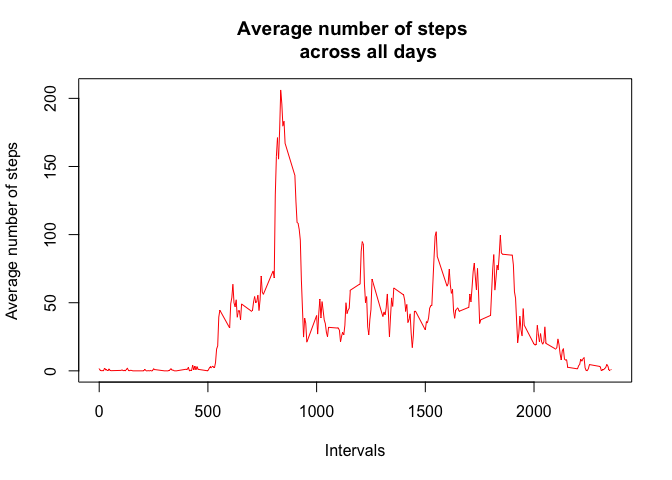 Average number of steps
across all days
Average number of steps
200
150
100
50
0
0
500
1000
1500
2000
Intervals